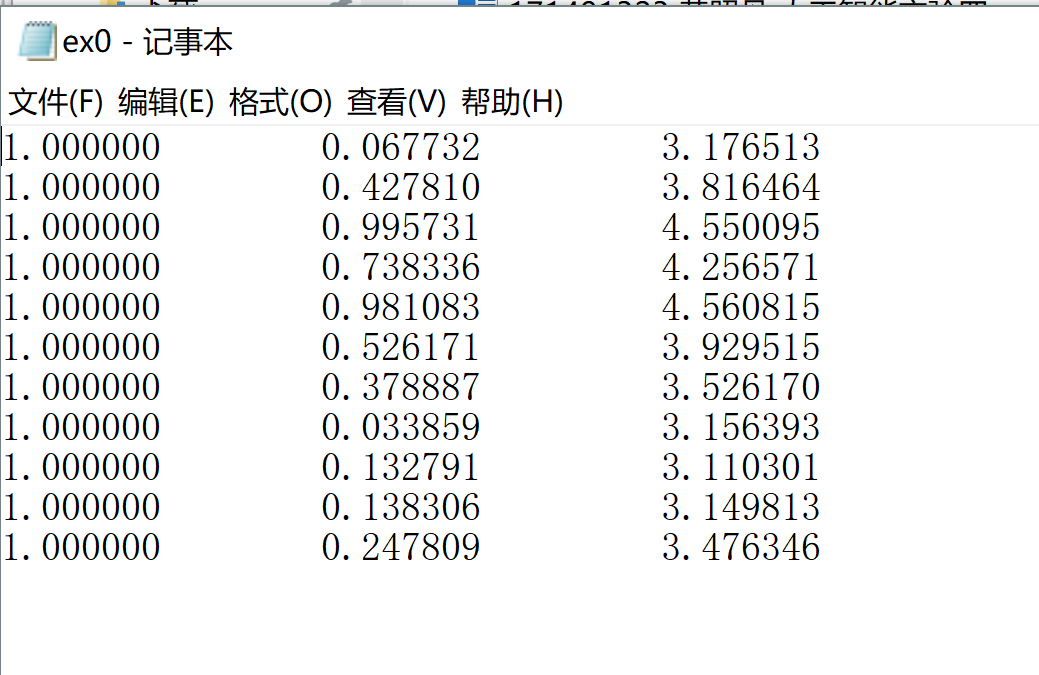 ex0 - 记事本
文件(F) 编辑(E) 格式(O) 查看(V) 帮助(H)
1.000000 0.067732 3.176513
1.000000 0.427810 3.816464
1.000000 0.995731 4.550095
1.000000 0.738336 4.256571
1.000000 0.981083 4.560815
1.000000 0.526171 3.929515
1.000000 0.378887 3.526170
1.000000 0.033859 3.156393
1.000000 0.132791 3.110301
1.000000 0.138306 3.149813
1.000000 0.247809 3.476346